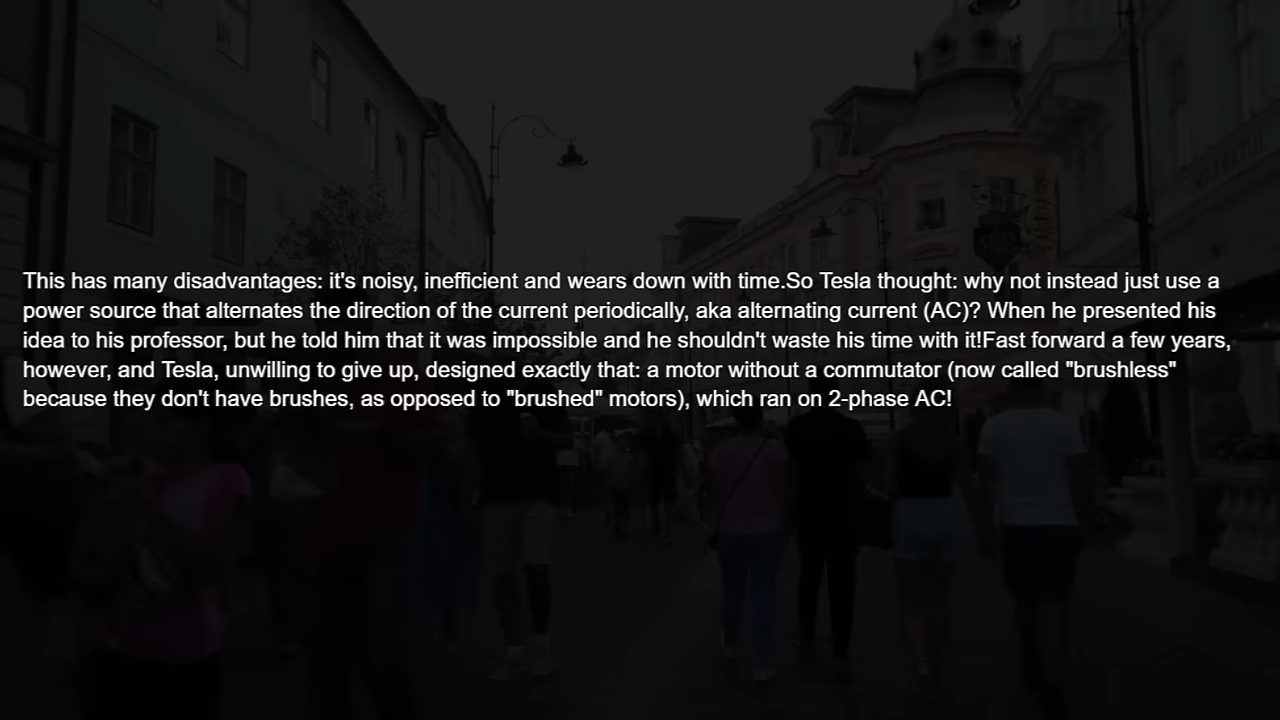 This has many disadvantages: it's noisy, inefficient and wears down with time.So Tesla thought: why not instead just use a
power source that alternates the direction of the current periodically, aka alternating current (AC)? When he presented his
idea to his professor, but he told him that it was impossible and he shouldn't waste his time with it!Fast forward a few years,
however, and Tesla, unwilling to give up, designed exactly that: a motor without a commutator (now called "brushless"
because they don't have brushes, as opposed to "brushed" motors), which ran on 2-phase AC!